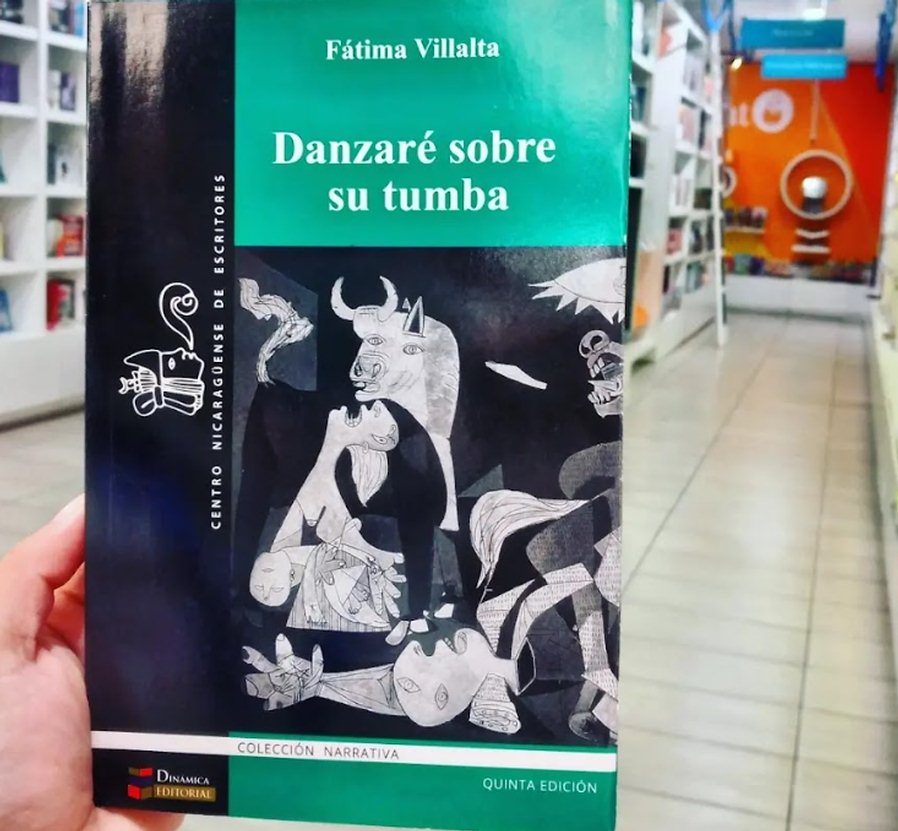 Fátima Villalta
Danzaré sobre
su tumba
CENTRO NICARAGÜENSE DE ESCRITORES
COLECCIÓN NARRATIVA
DINÁMICA
EDITORIAL
QUINTA EDICIÓN